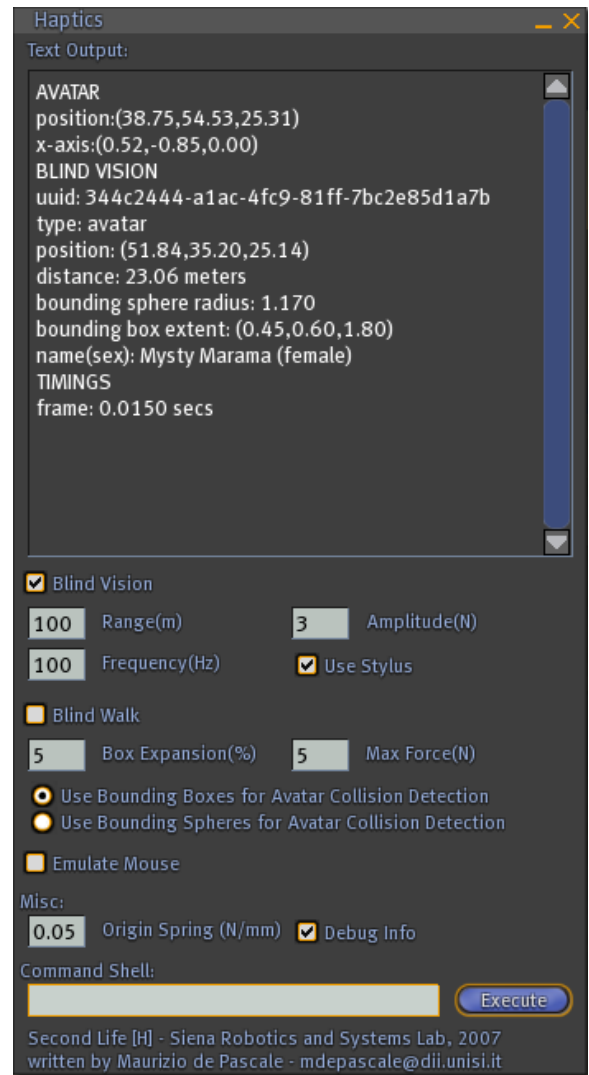 Haptics
Text Output:
AVATAR
position:(38.75,54.53,25.31)
x-axis:(0.52,-0.85,0.00)
BLIND VISION
uuid: 344c2444-a1ac-4fc9-81ff-7bc2e85d1a7b
type: avatar
position: (51.84,35.20,25.14)
distance: 23.06 meters
bounding sphere radius: 1.170
bounding box extent: (0.45,0.60,1.80)
name(sex): Mysty Marama (female)
TIMINGS
frame: 0.0150 secs
Blind Vision
100 Range(m) 3 Amplitude(N)
100 Frequency(Hz) Use Stylus
Blind Walk
5 Box Expansion(%) 5 Max Force(N)
Use Bounding Boxes for Avatar Collision Detection
Use Bounding Spheres for Avatar Collision Detection
Emulate Mouse
Misc:
0.05 Origin Spring (N/mm) Debug Info
Command Shell:
Execute
Second Life [H] - Siena Robotics and Systems Lab, 2007
written by Maurizio de Pascale - mdepascale@dii.unisi.it